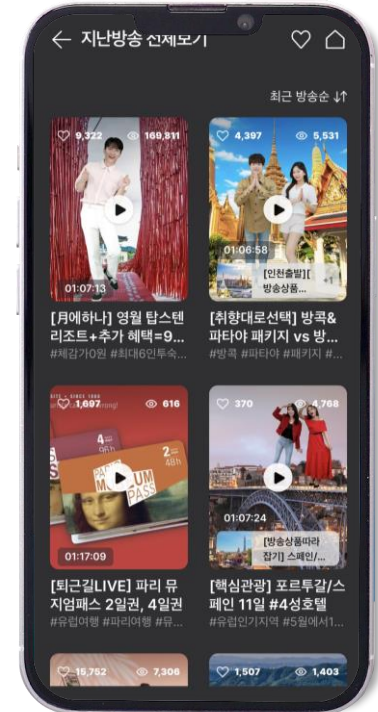 지난방송 전체보기
최근 방송순
9,322 169,811
01:07:13
[月에하나] 영월 탑스텐
리조트+추가 혜택=9...
#체감가0원 #최대6인투숙...
4,397 5,531
01:06:58
[인천출발][
방송상품...
[취향대로선택] 방콕&
파타야 패키지 vs 방...
#방콕 #파타야 #패키지 #...
1,697 616
4
96h
2
48h
MUSEUM
PASS
01:17:09
[퇴근길LIVE] 파리 뮤
지엄패스 2일권, 4일권
#유럽여행 #파리여행 #뮤...
370 4,768
01:07:24
[방송상품따라
잡기] 스페인/...
[핵심관광] 포르투갈/스
페인 11일 #4성호텔
#유럽인기지역 #5월에서1...
15,752 7,306
1,507 1,403